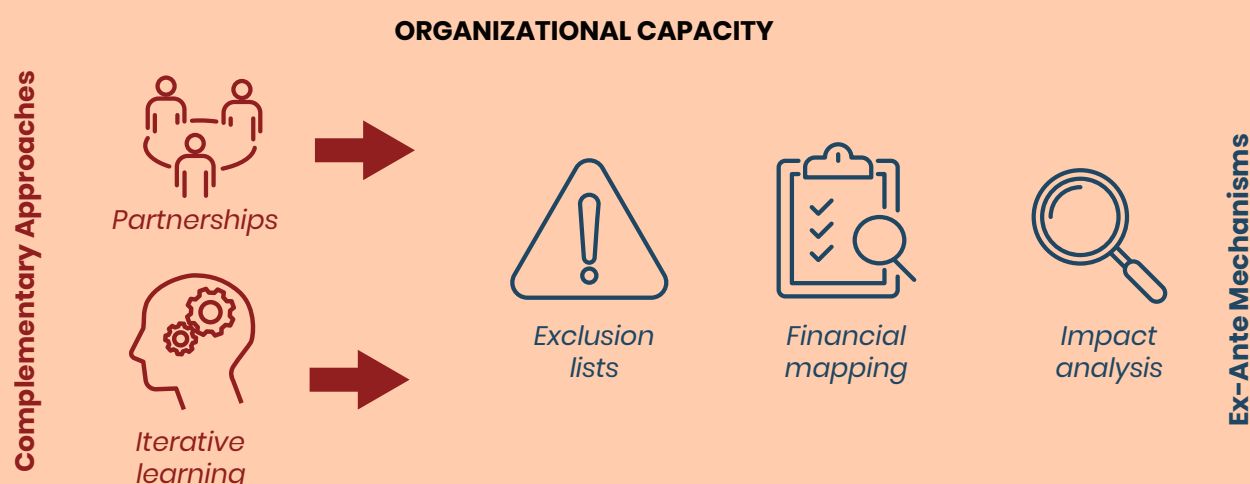 ORGANIZATIONAL CAPACITY
Complementary Approaches
Partnerships
Iterative
learning
Exclusion
lists
Financial
mapping
Impact
analysis
Ex-Ante Mechanisms